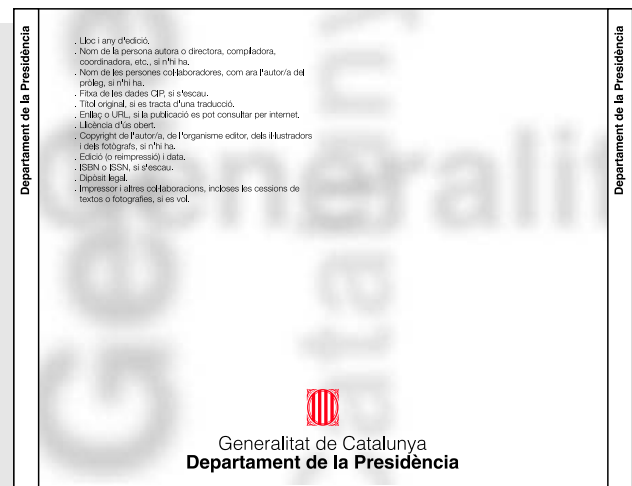 Departament de la Presidència
. Lloc i any d'edició.
. Nom de la persona autora o directora, compiladora,
coordinadora, etc., si n'hi ha.
. Nom de les persones col·laboradores, com ara l'autor/a del
pròleg, si n'hi ha.
. Fitxa de les dades CIP, si s'escau.
. Títol original, si es tracta d'una traducció.
. Enllaç o URL, si la publicació es pot consultar per internet.
. Llicència d'ús obert.
. Copyright de l'autor/a, de l'organisme editor, dels il·lustradors
i dels fotògrafs, si n'hi ha.
. Edició (o reimpressió) i data.
. ISBN o ISSN, si s'escau.
. Dipòsit legal.
. Impressor i altres col·laboracions, incloses les cessions de
textos o fotografies, si es vol.
Generalitat de Catalunya
Departament de la Presidència
Departament de la Presidència